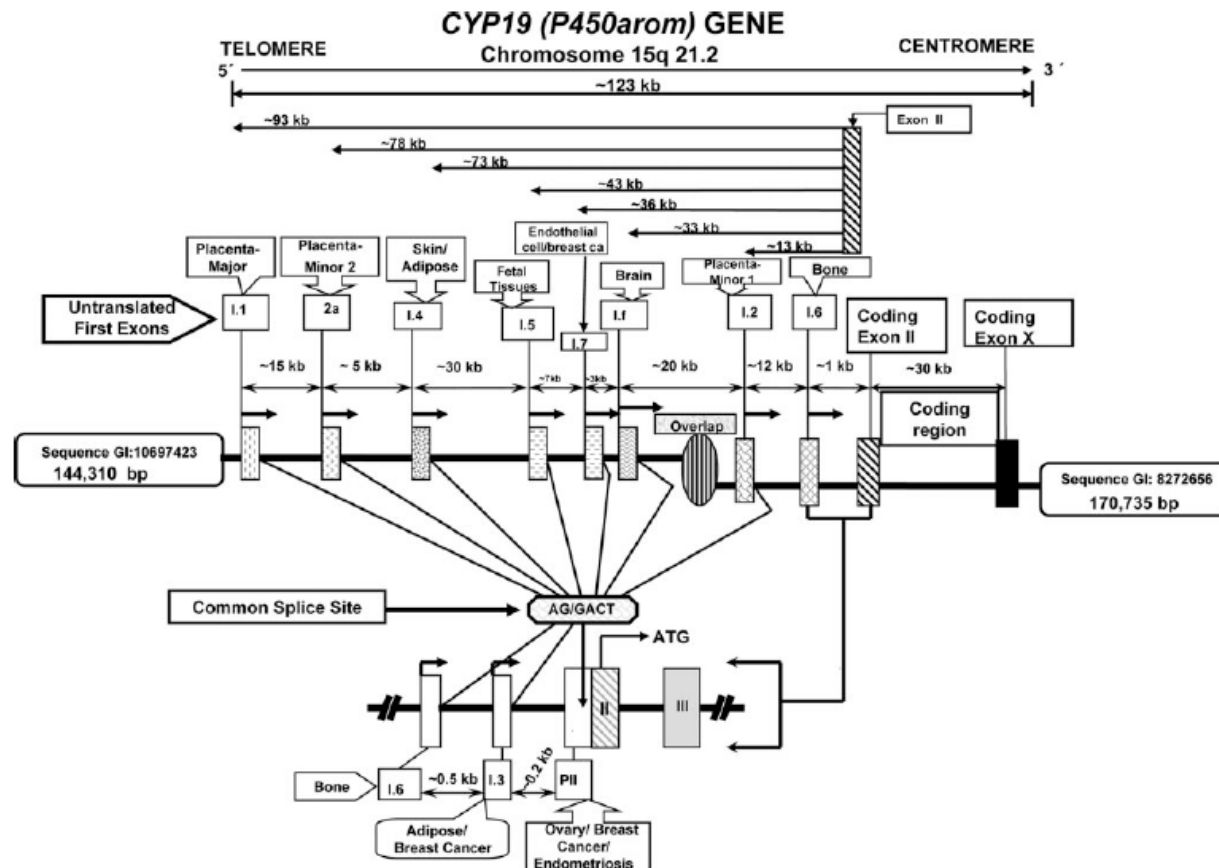 CYP19 (P450arom) GENE
TELOMERE
Chromosome 15q 21.2
CENTROMERE
5´
3´
~123 kb
~93 kb
Exon II
~78 kb
~73 kb
~43 kb
~36 kb
~33 kb
~13 kb
Placenta-
Major
Placenta-
Minor 2
Skin/
Adipose
Fetal
Tissues
Endothelial
cell/breast ca
Brain
Placenta-
Minor 1
Bone
Untranslated
First Exons
I.1
2a
I.4
I.5
I.7
I.f
I.2
I.6
Coding
Exon II
Coding
Exon X
~15 kb
~ 5 kb
~30 kb
~7kb
~3kb
~20 kb
~12 kb
~1 kb
~30 kb
Overlap
Coding
region
Sequence GI:10697423
144,310 bp
Sequence GI: 8272656
170,735 bp
Common Splice Site
AG/GACT
ATG
II
III
Bone
I.6
~0.5 kb
I.3
~0.2 kb
PII
Adipose/
Breast Cancer
Ovary/ Breast
Cancer/
Endometriosis